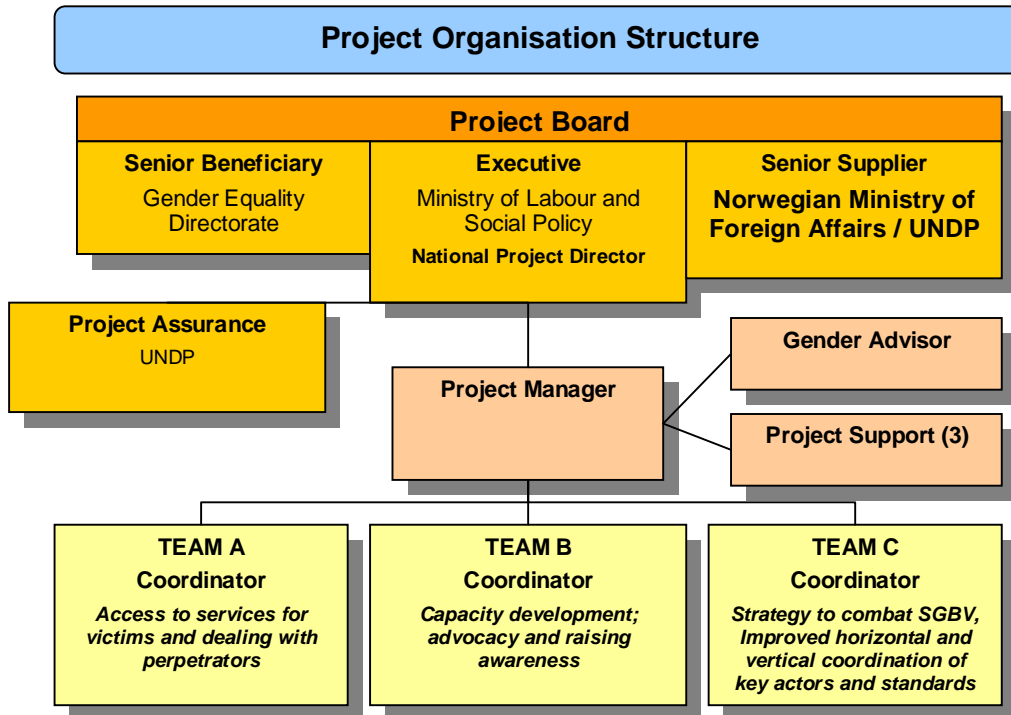 Project Organisation Structure
Project Board
Senior Beneficiary
Gender Equality
Directorate
Executive
Ministry of Labour and
Social Policy
National Project Director
Senior Supplier
Norwegian Ministry of
Foreign Affairs / UNDP
Project Assurance
UNDP
Project Manager
Gender Advisor
Project Support (3)
TEAM A
Coordinator
Access to services for
victims and dealing with
perpetrators
TEAM B
Coordinator
Capacity development;
advocacy and raising
awareness
TEAM C
Coordinator
Strategy to combat SGBV,
Improved horizontal and
vertical coordination of
key actors and standards